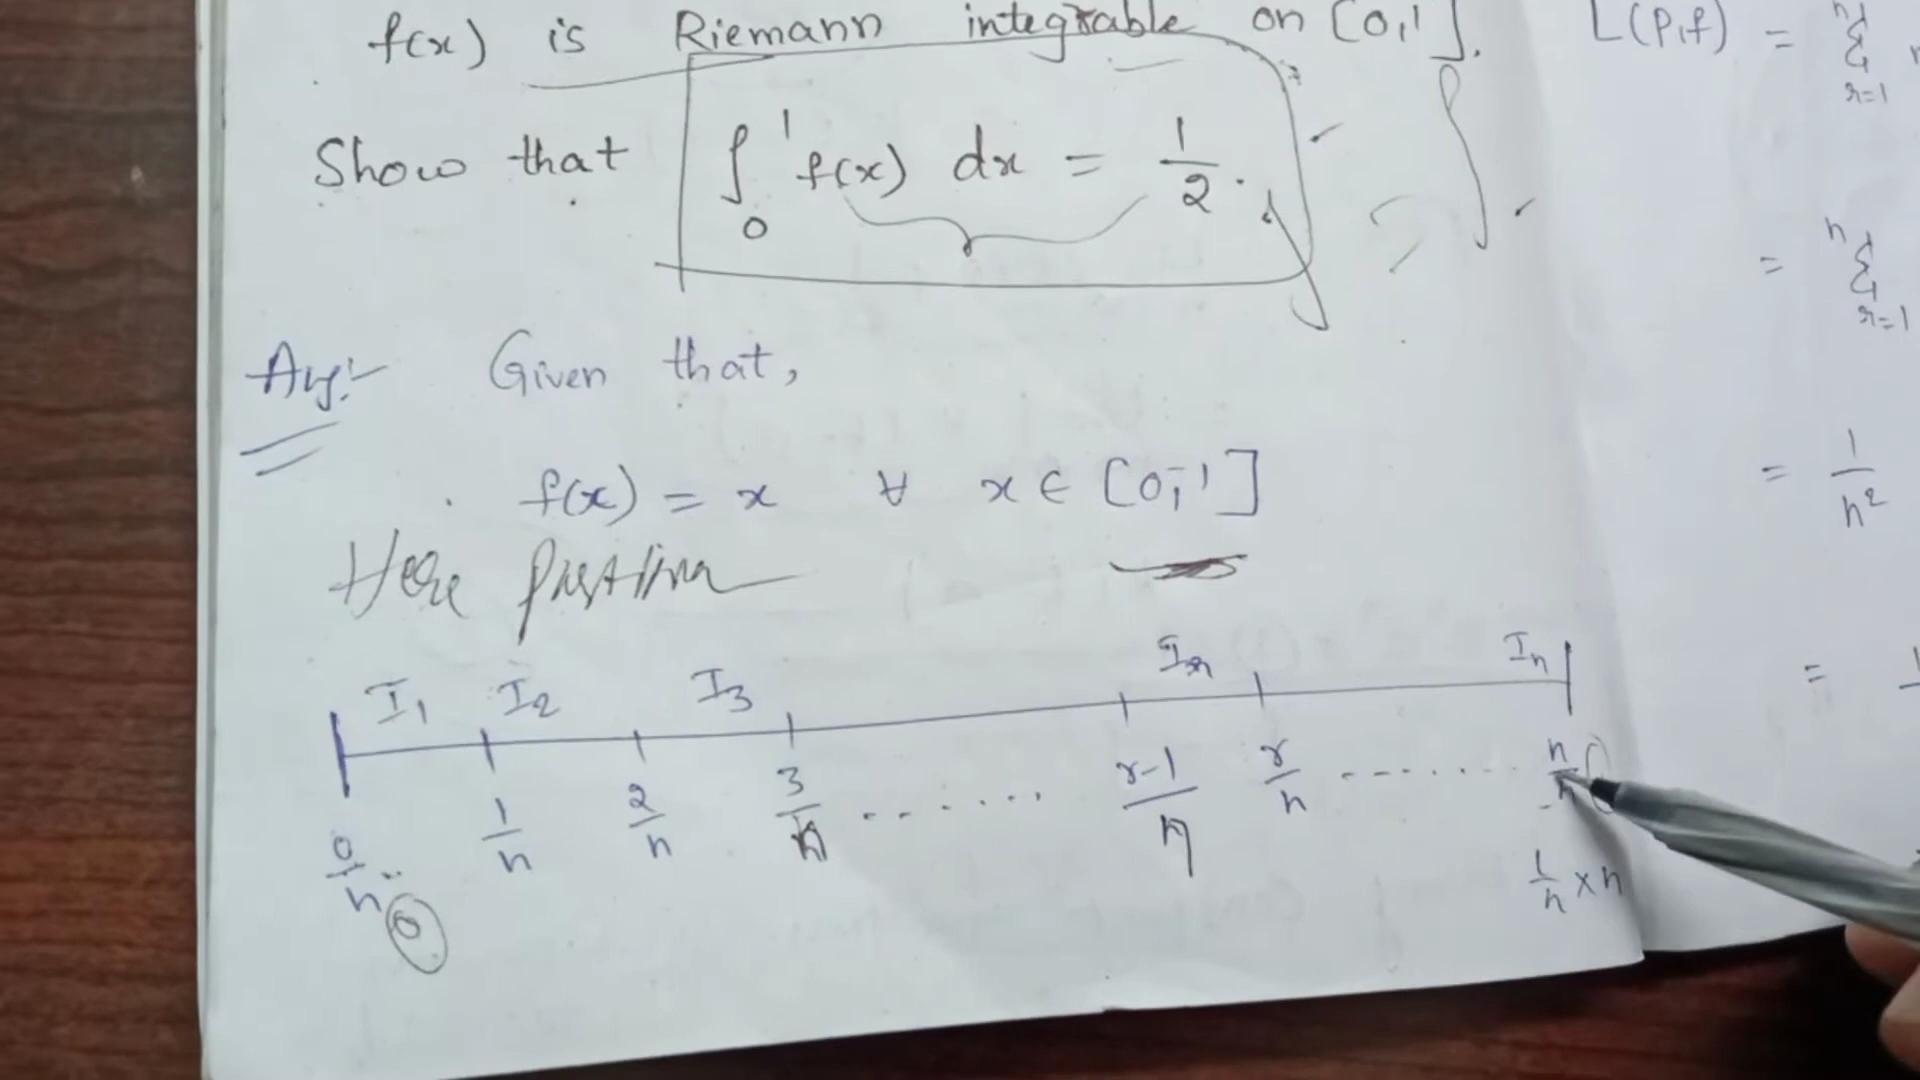 f(x) is Riemann integrable on [0,1].
Show that ∫₀¹ f(x) dx = 1/2.
Ans:- Given that,
f(x) = x ∀ x ∈ [0,1]
Here
I₁ I₂ I₃ Iᵣ Iₙ
0/n 1/n 2/n 3/n ....... r-1/n r/n ....... n/n
0
1/n × n
L(P,f) = n Σ r=1
= n Σ r=1
= 1/n²
=